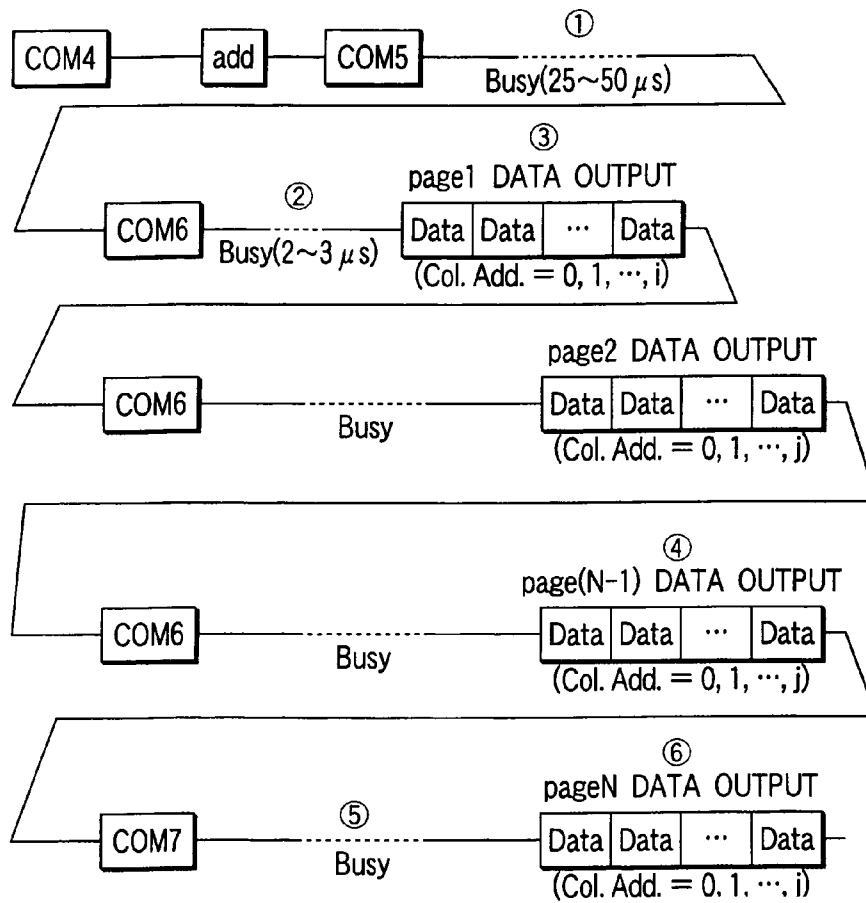 ①
COM4 add COM5
Busy(25~50 μs)
③
page1 DATA OUTPUT
②
COM6 Data Data ... Data
Busy(2~3 μs)
(Col. Add. = 0, 1, ..., i)
page2 DATA OUTPUT
COM6 Data Data ... Data
Busy
(Col. Add. = 0, 1, ..., j)
④
page(N-1) DATA OUTPUT
COM6 Data Data ... Data
Busy
(Col. Add. = 0, 1, ..., j)
⑥
pageN DATA OUTPUT
⑤
COM7 Data Data ... Data
Busy
(Col. Add. = 0, 1, ..., j)